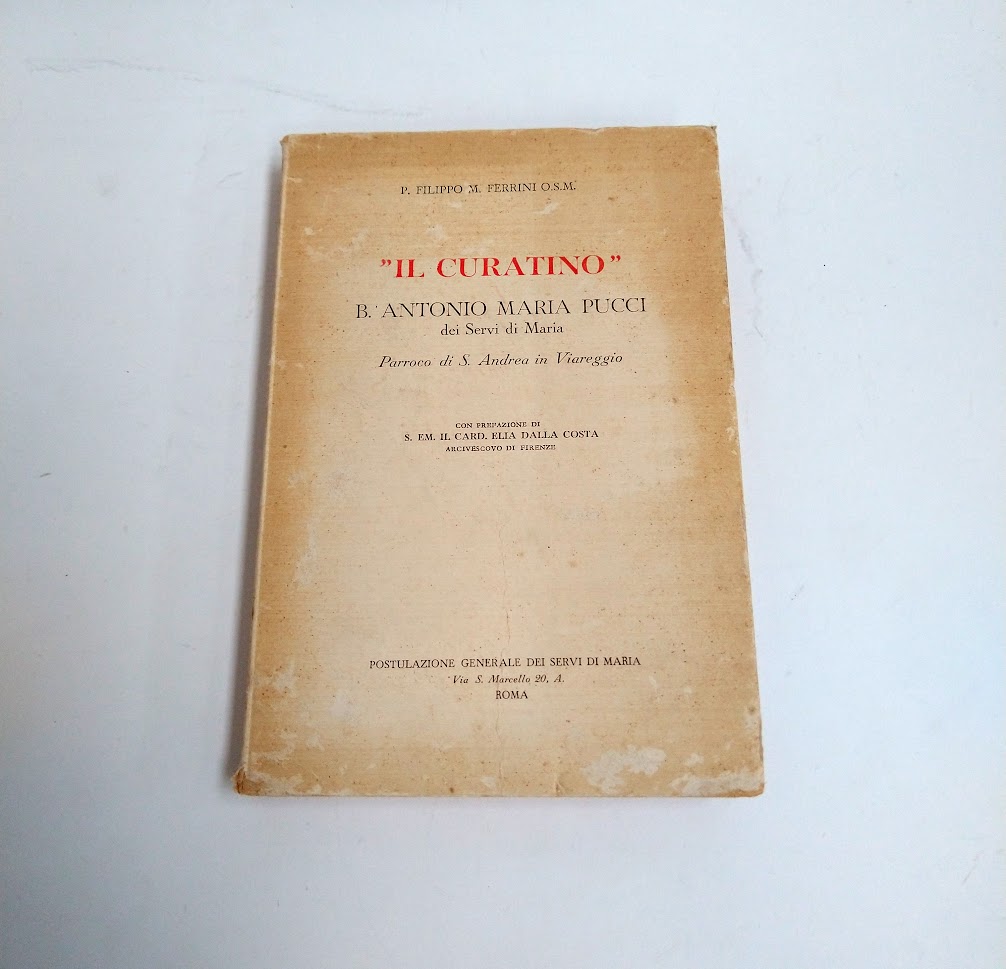 P. FILIPPO M. FERRINI O.S.M.
"IL CURATINO"
B. ANTONIO MARIA PUCCI
dei Servi di Maria
Parroco di S. Andrea in Viareggio
CON PREFAZIONE DI
S. EM. IL CARD. ELIA DALLA COSTA
ARCIVESCOVO DI FIRENZE
POSTULAZIONE GENERALE DEI SERVI DI MARIA
Via S. Marcello 20, A.
ROMA